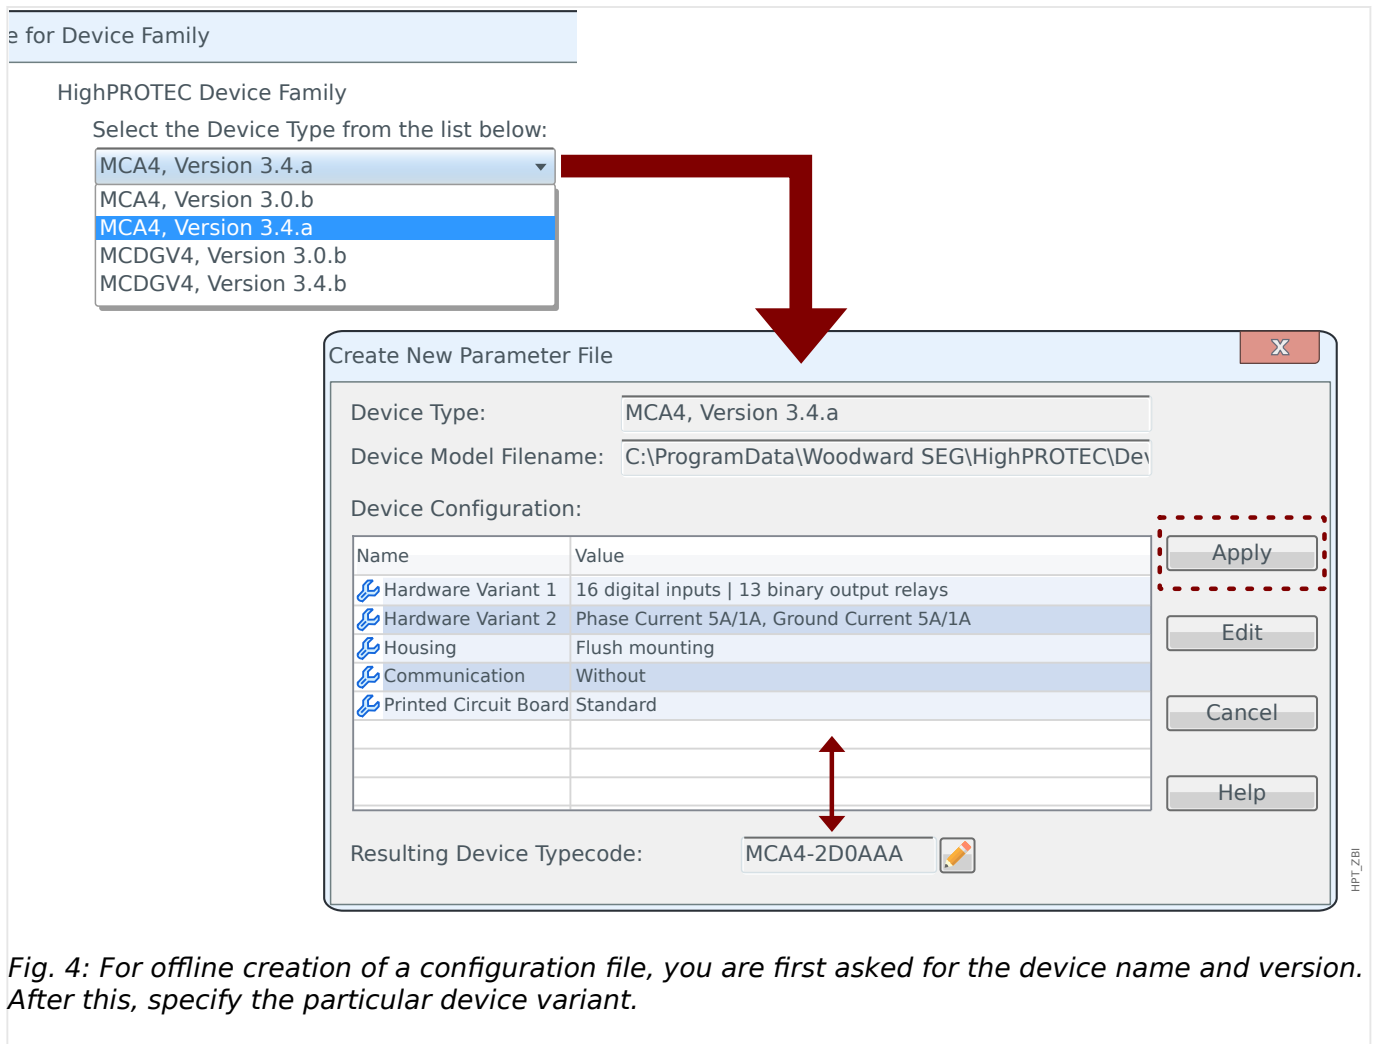 e for Device Family
HighPROTEC Device Family
Select the Device Type from the list below:
MCA4, Version 3.4.a
MCA4, Version 3.0.b
MCA4, Version 3.4.a
MCDGV4, Version 3.0.b
MCDGV4, Version 3.4.b
Create New Parameter File
X
Device Type: MCA4, Version 3.4.a
Device Model Filename: C:\ProgramData\Woodward SEG\HighPROTEC\Dev
Device Configuration:
Name Value
Hardware Variant 1 16 digital inputs | 13 binary output relays
Hardware Variant 2 Phase Current 5A/1A, Ground Current 5A/1A
Housing Flush mounting
Communication Without
Printed Circuit Board Standard
Apply
Edit
Cancel
Help
Resulting Device Typecode: MCA4-2D0AAA
HPT_ZBI
Fig. 4: For offline creation of a configuration file, you are first asked for the device name and version.
After this, specify the particular device variant.